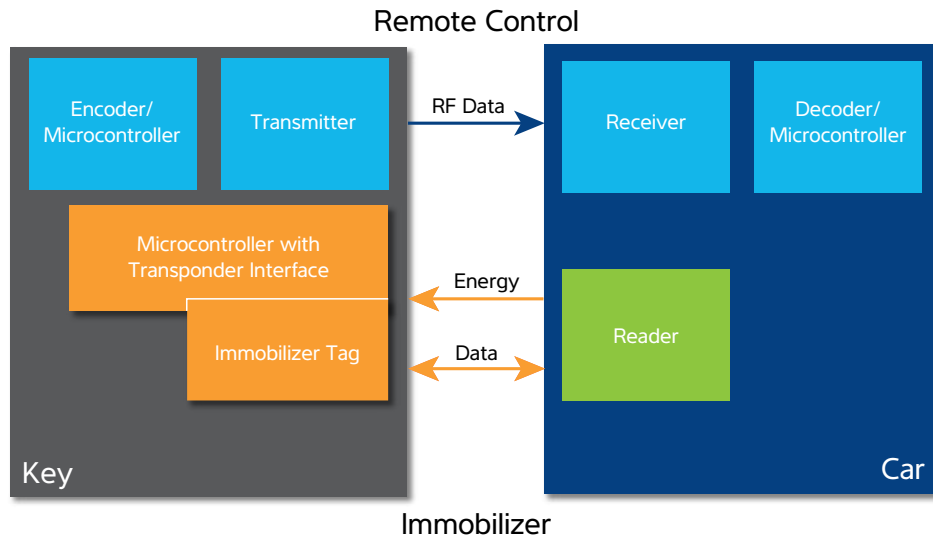 Remote Control
Encoder/
Microcontroller
Transmitter
RF Data
Receiver
Decoder/
Microcontroller
Microcontroller with
Transponder Interface
Energy
Immobilizer Tag
Data
Reader
Key
Car
Immobilizer